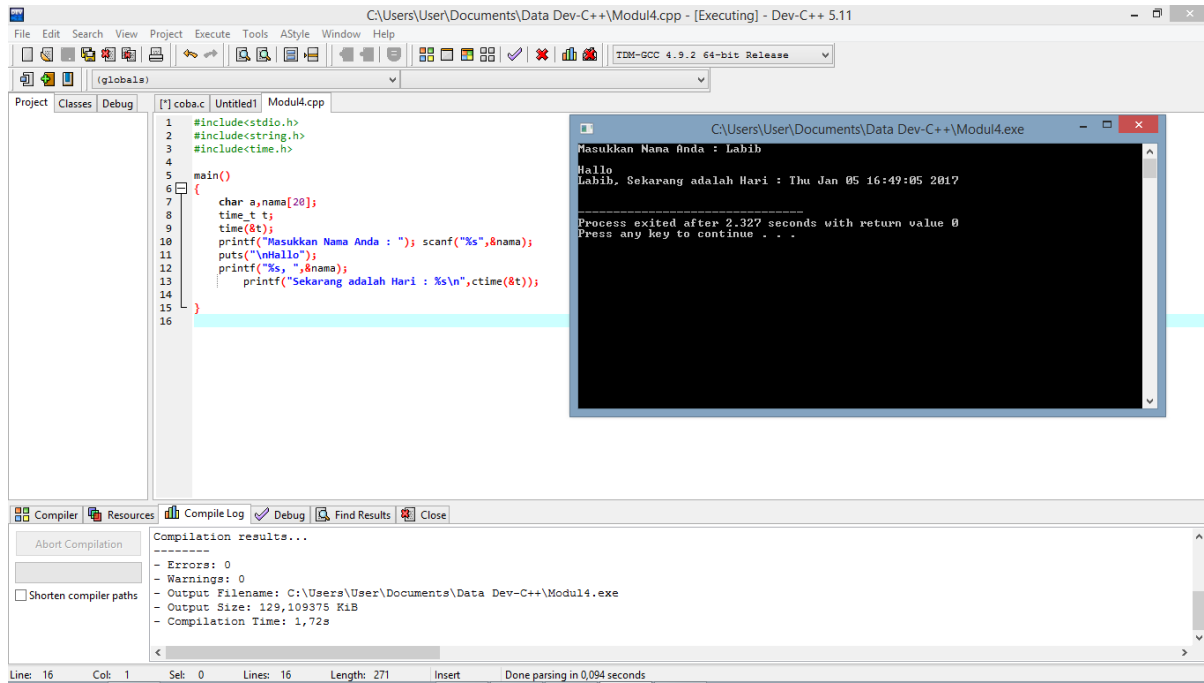 C:\Users\User\Documents\Data Dev-C++\Modul4.cpp - [Executing] - Dev-C++ 5.11
File Edit Search View Project Execute Tools AStyle Window Help
TDM-GCC 4.9.2 64-bit Release
(globals)
Project Classes Debug
[*] coba.c Untitled1 Modul4.cpp
1 #include<stdio.h>
2 #include<string.h>
3 #include<time.h>
4
5 main()
6 {
7 char a,nama[20];
8 time_t t;
9 time(&t);
10 printf("Masukkan Nama Anda : "); scanf("%s",&nama);
11 puts("\nHallo");
12 printf("%s, ",&nama);
13 printf("Sekarang adalah Hari : %s\n",ctime(&t));
14
15 }
16
C:\Users\User\Documents\Data Dev-C++\Modul4.exe
Masukkan Nama Anda : Labib
Hallo
Labib, Sekarang adalah Hari : Thu Jan 05 16:49:05 2017
--------------------------------
Process exited after 2.327 seconds with return value 0
Press any key to continue . . .
Compiler Resources Compile Log Debug Find Results Close
Abort Compilation
Shorten compiler paths
Compilation results...
--------
- Errors: 0
- Warnings: 0
- Output Filename: C:\Users\User\Documents\Data Dev-C++\Modul4.exe
- Output Size: 129,109375 KiB
- Compilation Time: 1,72s
Line: 16 Col: 1 Sel: 0 Lines: 16 Length: 271 Insert Done parsing in 0,094 seconds